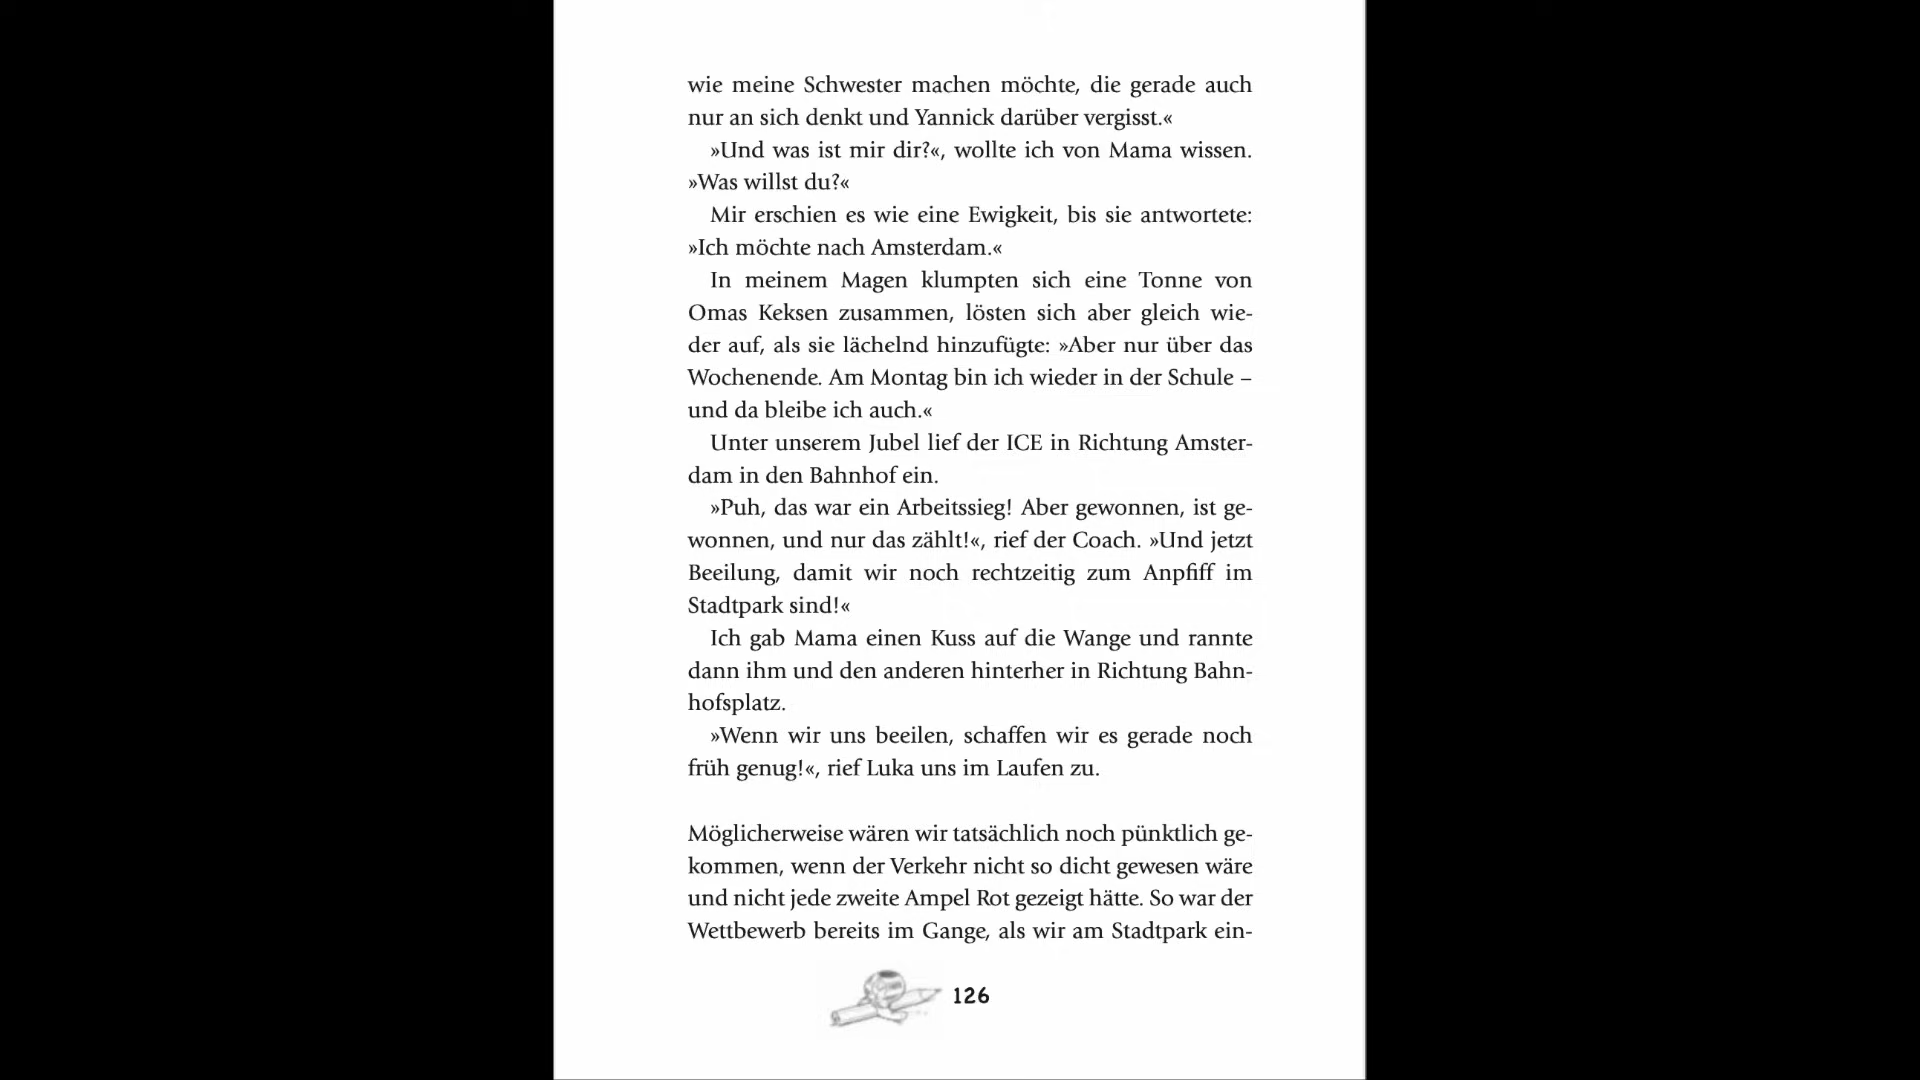 wie meine Schwester machen möchte, die gerade auch
nur an sich denkt und Yannick darüber vergisst.«
»Und was ist mir dir?«, wollte ich von Mama wissen.
»Was willst du?«
Mir erschien es wie eine Ewigkeit, bis sie antwortete:
»Ich möchte nach Amsterdam.«
In meinem Magen klumpten sich eine Tonne von
Omas Keksen zusammen, lösten sich aber gleich wie-
der auf, als sie lächelnd hinzufügte: »Aber nur über das
Wochenende. Am Montag bin ich wieder in der Schule –
und da bleibe ich auch.«
Unter unserem Jubel lief der ICE in Richtung Amster-
dam in den Bahnhof ein.
»Puh, das war ein Arbeitssieg! Aber gewonnen, ist ge-
wonnen, und nur das zählt!«, rief der Coach. »Und jetzt
Beeilung, damit wir noch rechtzeitig zum Anpfiff im
Stadtpark sind!«
Ich gab Mama einen Kuss auf die Wange und rannte
dann ihm und den anderen hinterher in Richtung Bahn-
hofsplatz.
»Wenn wir uns beeilen, schaffen wir es gerade noch
früh genug!«, rief Luka uns im Laufen zu.
Möglicherweise wären wir tatsächlich noch pünktlich ge-
kommen, wenn der Verkehr nicht so dicht gewesen wäre
und nicht jede zweite Ampel Rot gezeigt hätte. So war der
Wettbewerb bereits im Gange, als wir am Stadtpark ein-
126